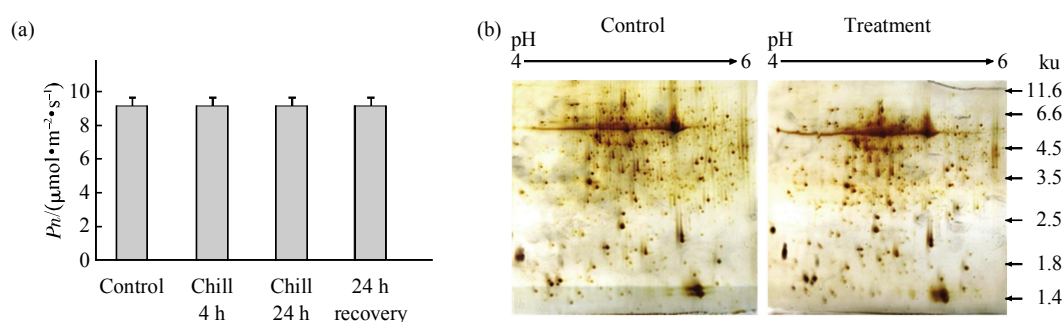 (a)
Pn/(μmol•m⁻²•s⁻¹)
10
8
6
4
2
0
Control
Chill
4 h
Chill
24 h
24 h
recovery
(b)
Control
Treatment
pH
4
6
4
6
ku
11.6
6.6
4.5
3.5
2.5
1.8
1.4